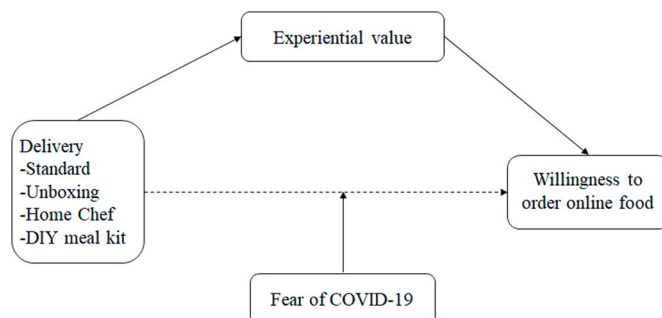 Experiential value
Delivery
-Standard
-Unboxing
-Home Chef
-DIY meal kit
Willingness to
order online food
Fear of COVID-19